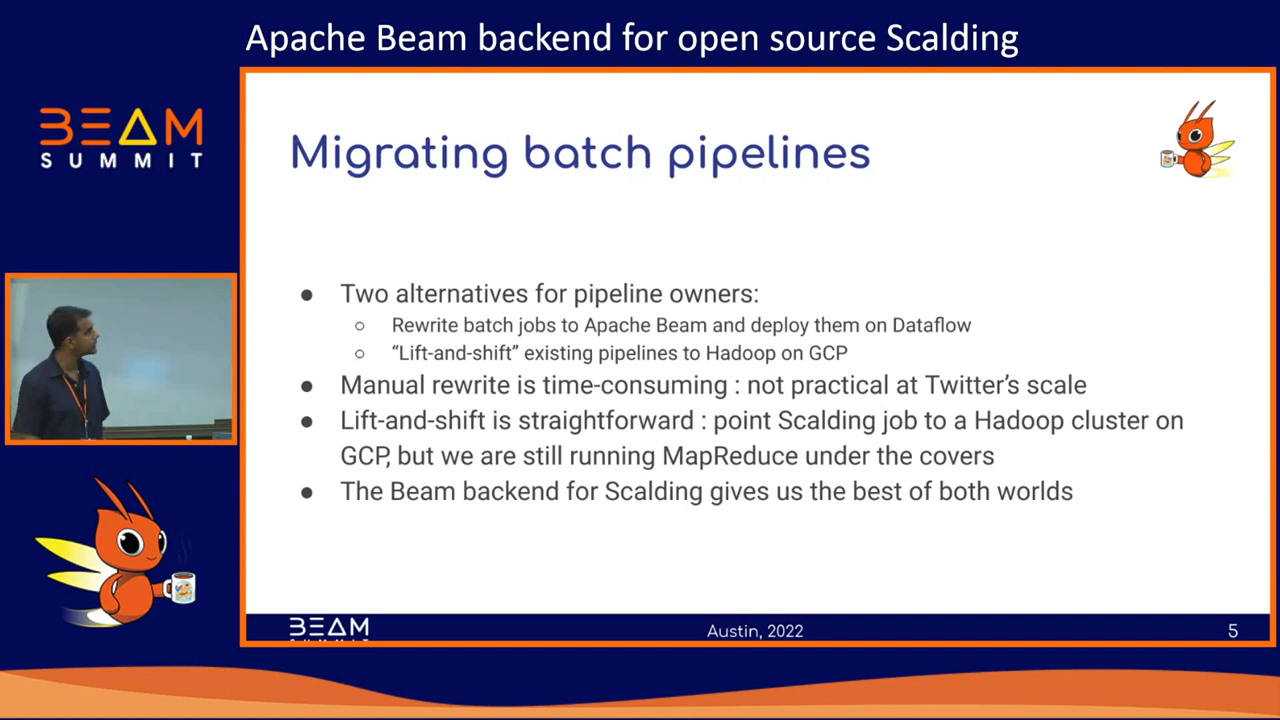 Apache Beam backend for open source Scalding
BEAM
SUMMIT
Migrating batch pipelines
● Two alternatives for pipeline owners:
○ Rewrite batch jobs to Apache Beam and deploy them on Dataflow
○ “Lift-and-shift” existing pipelines to Hadoop on GCP
● Manual rewrite is time-consuming : not practical at Twitter’s scale
● Lift-and-shift is straightforward : point Scalding job to a Hadoop cluster on
GCP, but we are still running MapReduce under the covers
● The Beam backend for Scalding gives us the best of both worlds
BEAM
Austin, 2022
5